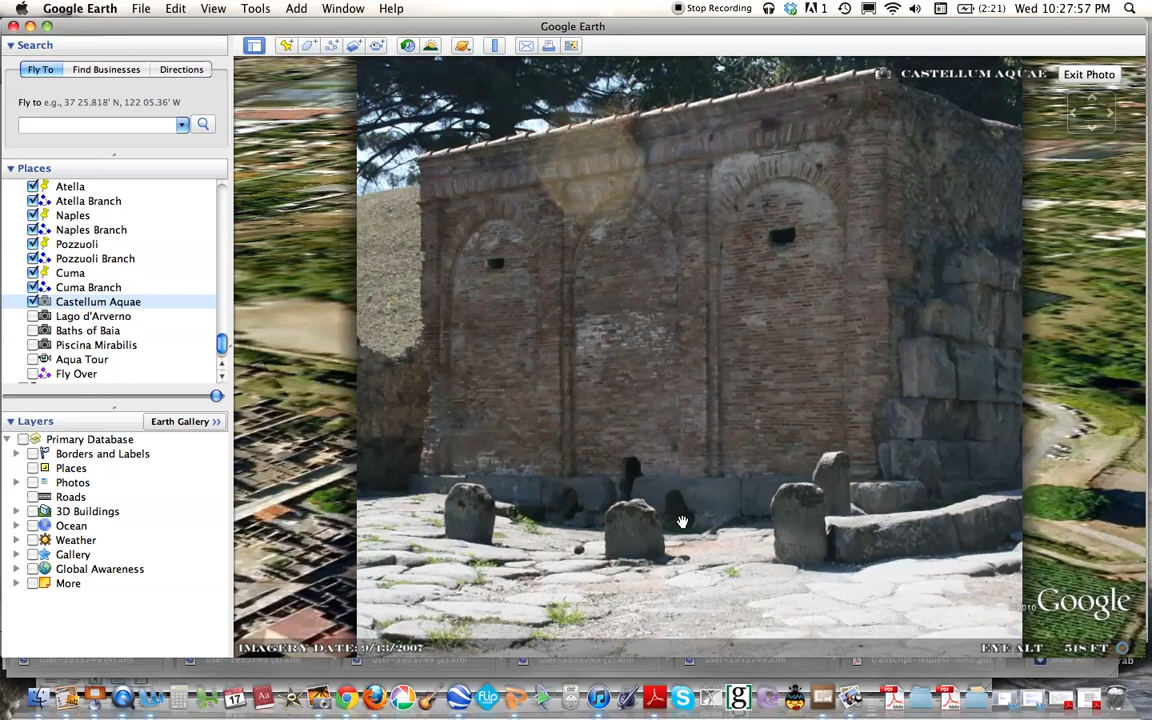 Google Earth File Edit View Tools Add Window Help Stop Recording 1 (2:21) Wed 10:27:57 PM
Google Earth
Search
Fly To Find Businesses Directions
Fly to e.g., 37 25.818' N, 122 05.36' W
Places
Atella
Atella Branch
Naples
Naples Branch
Pozzuoli
Pozzuoli Branch
Cuma
Cuma Branch
Castellum Aquae
Lago d'Arverno
Baths of Baia
Piscina Mirabilis
Aqua Tour
Fly Over
Layers
Earth Gallery >>
Primary Database
Borders and Labels
Places
Photos
Roads
3D Buildings
Ocean
Weather
Gallery
Global Awareness
More
CASTELLUM AQUAE
Exit Photo
©2010 Google
IMAGERY DATE: 9/13/2007 EYE ALT 518 FT
17
flip
g